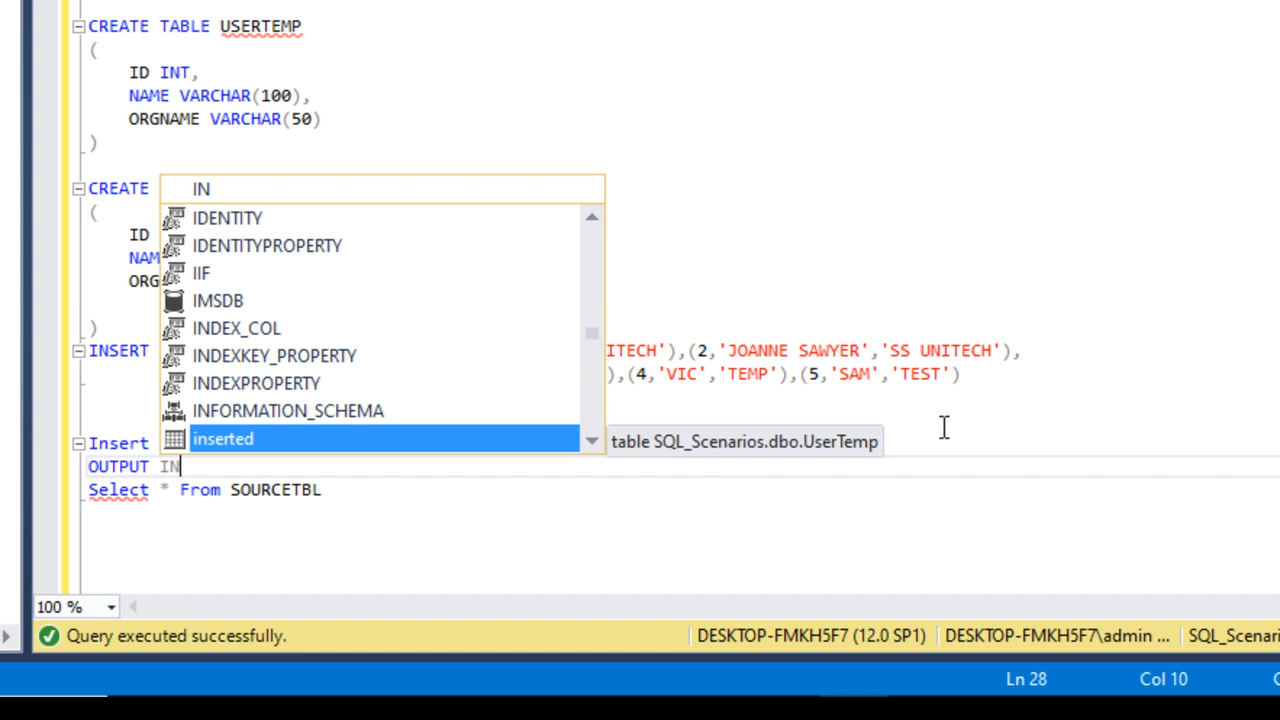 CREATE TABLE USERTEMP
(
ID INT,
NAME VARCHAR(100),
ORGNAME VARCHAR(50)
)
CREATE
(
ID
NAM
ORG
)
IN
IDENTITY
IDENTITYPROPERTY
IIF
IMSDB
INDEX_COL
INDEXKEY_PROPERTY
INDEXPROPERTY
INFORMATION_SCHEMA
inserted
table SQL_Scenarios.dbo.UserTemp
INSERT ITECH'),(2,'JOANNE SAWYER','SS UNITECH'),
),(4,'VIC','TEMP'),(5,'SAM','TEST')
Insert
OUTPUT IN
Select * From SOURCETBL
100 %
Query executed successfully. DESKTOP-FMKH5F7 (12.0 SP1) DESKTOP-FMKH5F7\admin ... SQL_Scenari
Ln 28 Col 10